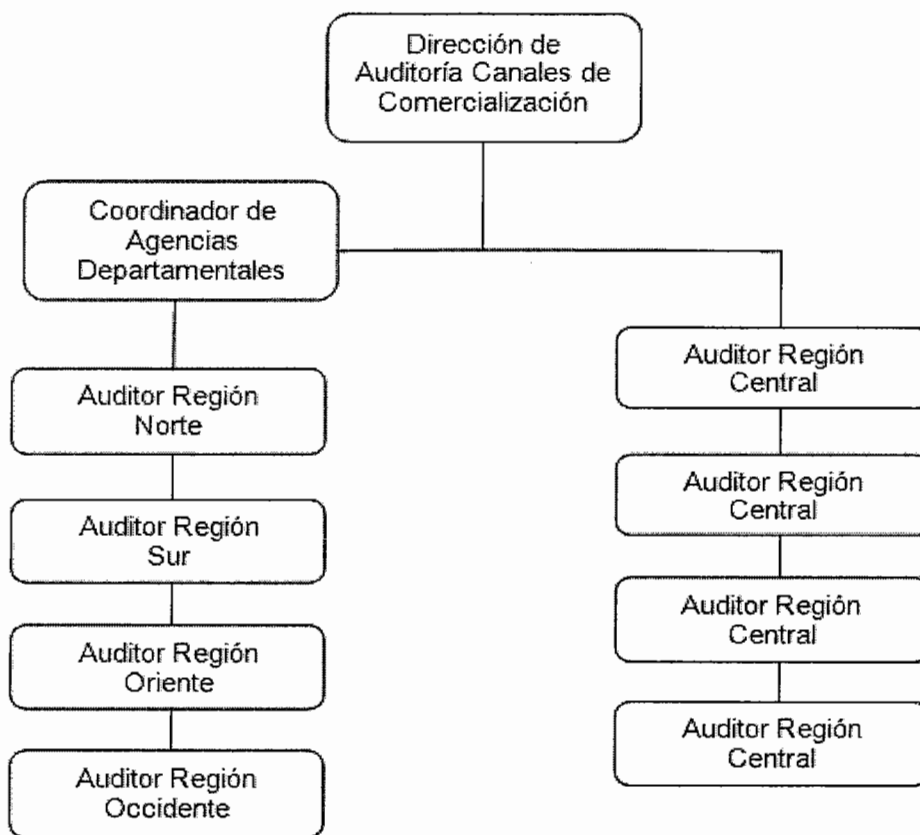 Dirección de
Auditoría Canales de
Comercialización
Coordinador de
Agencias
Departamentales
Auditor Región
Norte
Auditor Región
Sur
Auditor Región
Oriente
Auditor Región
Occidente
Auditor Región
Central
Auditor Región
Central
Auditor Región
Central
Auditor Región
Central